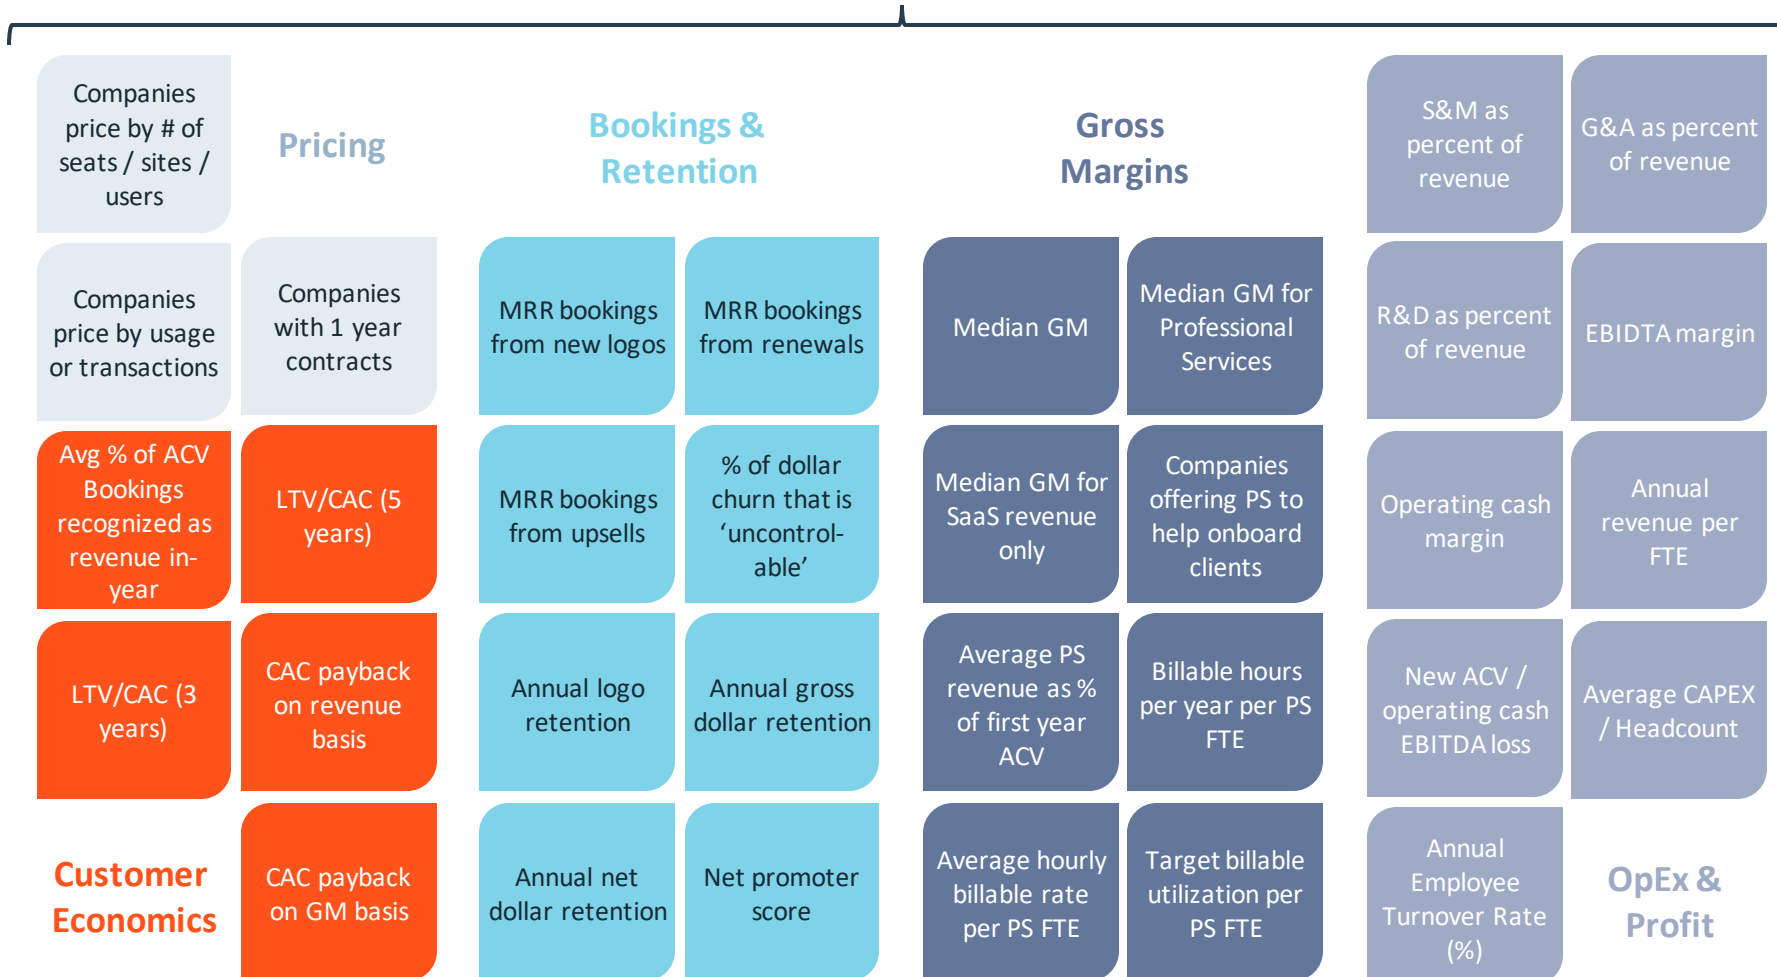 Companies
price by # of
seats / sites /
users
Pricing
Companies
price by usage
or transactions
Companies
with 1 year
contracts
Avg % of ACV
Bookings
recognized as
revenue in-
year
LTV/CAC (5
years)
LTV/CAC (3
years)
CAC payback
on revenue
basis
Customer
Economics
CAC payback
on GM basis
Bookings &
Retention
MRR bookings
from new logos
MRR bookings
from renewals
MRR bookings
from upsells
% of dollar
churn that is
‘uncontrol-
able’
Annual logo
retention
Annual gross
dollar retention
Annual net
dollar retention
Net promoter
score
Gross
Margins
Median GM
Median GM for
Professional
Services
Median GM for
SaaS revenue
only
Companies
offering PS to
help onboard
clients
Average PS
revenue as %
of first year
ACV
Billable hours
per year per PS
FTE
Average hourly
billable rate
per PS FTE
Target billable
utilization per
PS FTE
S&M as
percent of
revenue
G&A as percent
of revenue
R&D as percent
of revenue
EBIDTA margin
Operating cash
margin
Annual
revenue per
FTE
New ACV /
operating cash
EBITDA loss
Average CAPEX
/ Headcount
Annual
Employee
Turnover Rate
(%)
OpEx &
Profit